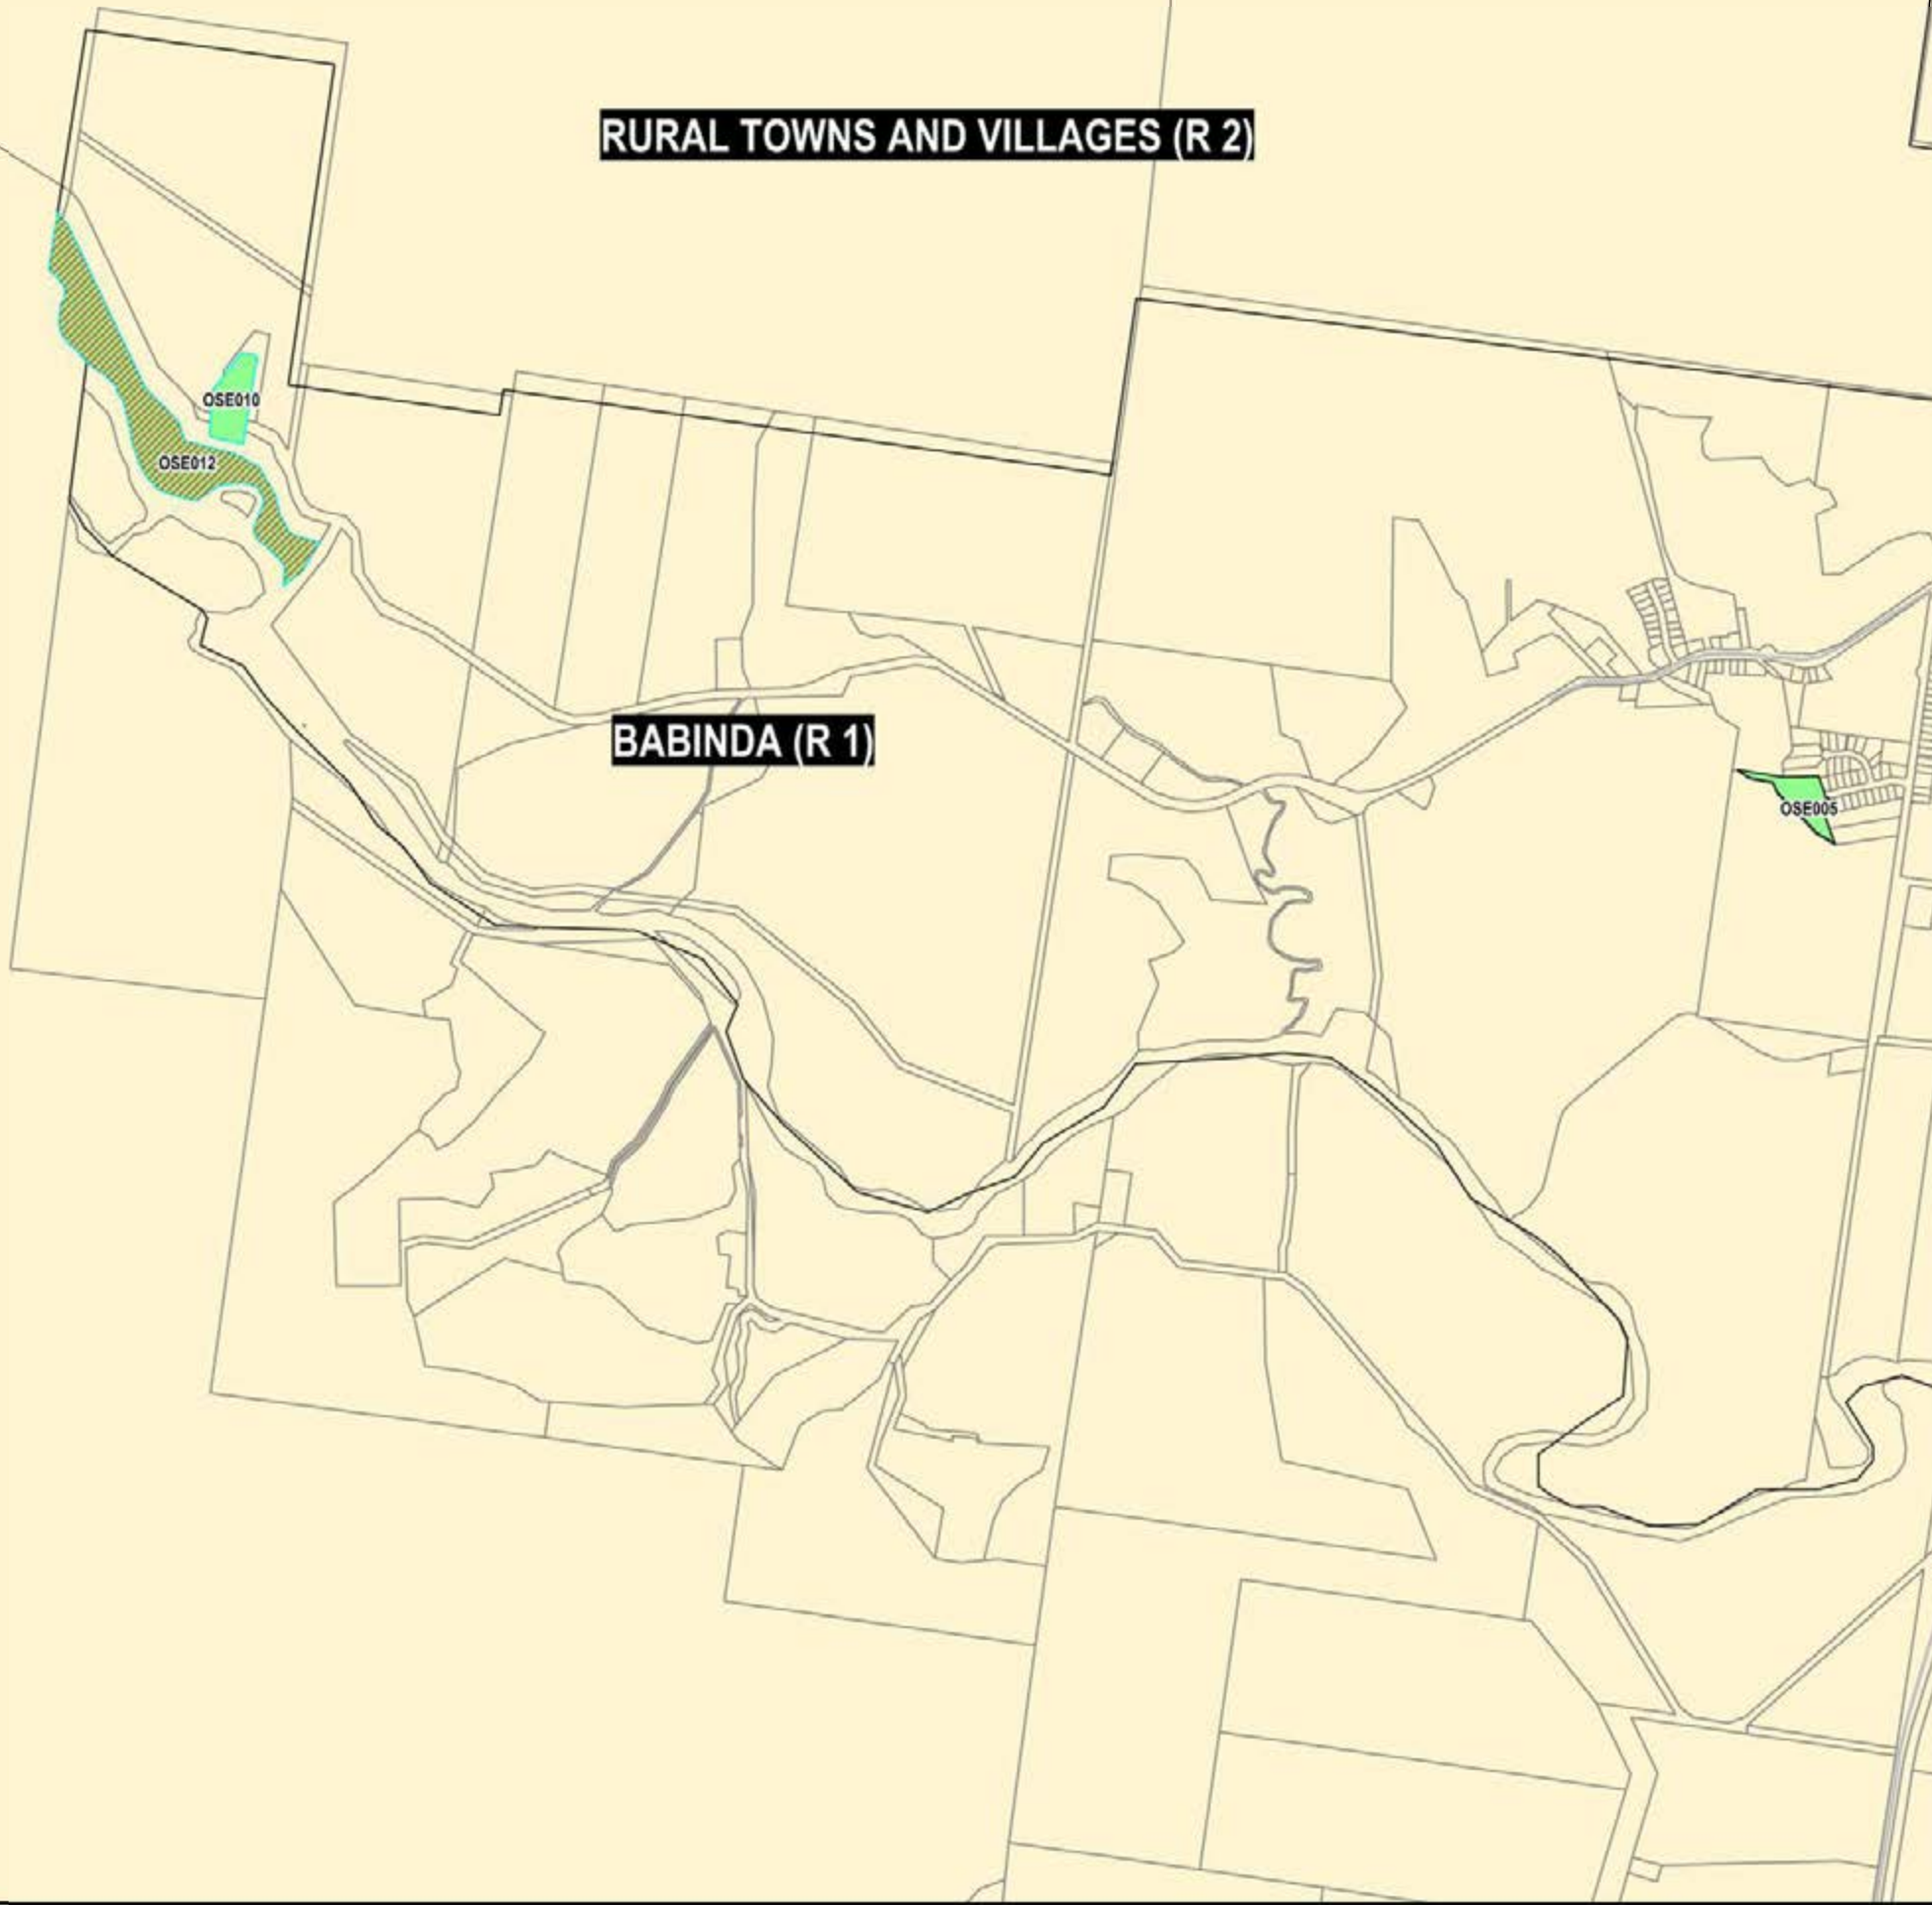 RURAL TOWNS AND VILLAGES (R 2)
OSE010
OSE012
BABINDA (R 1)
OSE005